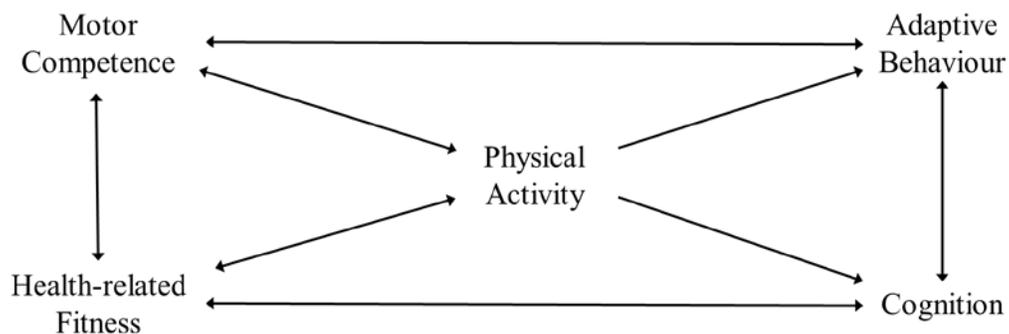 Motor
Competence
Adaptive
Behaviour
Physical
Activity
Health-related
Fitness
Cognition